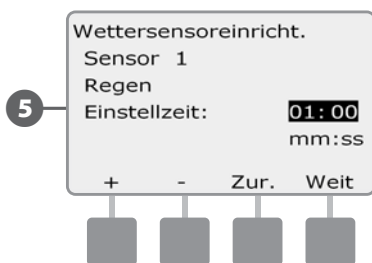 Wettersensoreinricht.
Sensor 1
Regen
5 Einstellzeit: 01:00
mm:ss
+ - Zur. Weit